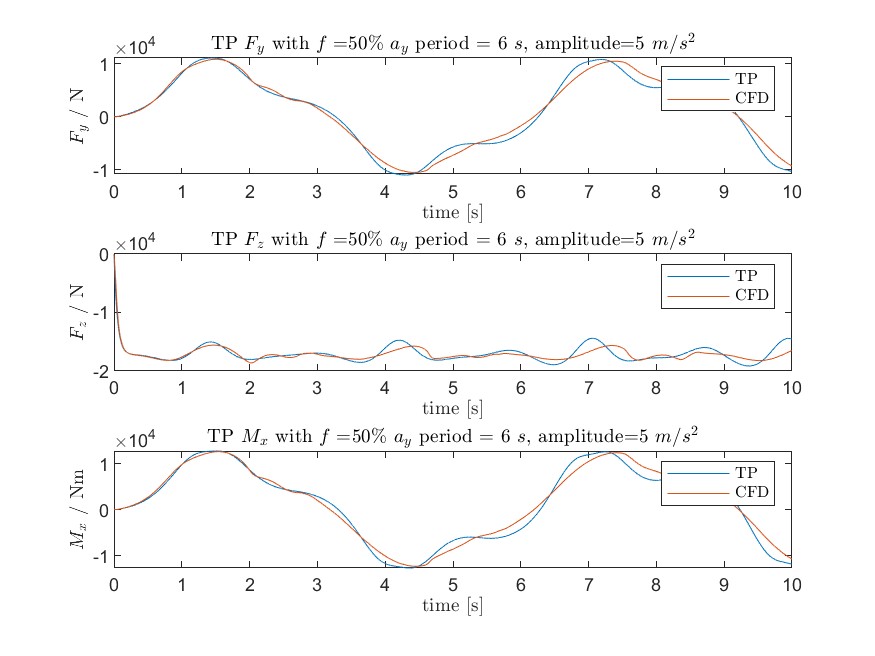 TP F_y with f =50% a_y period = 6 s, amplitude=5 m/s²
×10⁴
1
0
-1
F_y / N
0 1 2 3 4 5 6 7 8 9 10
time [s]
TP
CFD
TP F_z with f =50% a_y period = 6 s, amplitude=5 m/s²
×10⁴
0
-1
-2
F_z / N
0 1 2 3 4 5 6 7 8 9 10
time [s]
TP
CFD
TP M_x with f =50% a_y period = 6 s, amplitude=5 m/s²
×10⁴
1
0
-1
M_x / Nm
0 1 2 3 4 5 6 7 8 9 10
time [s]
TP
CFD